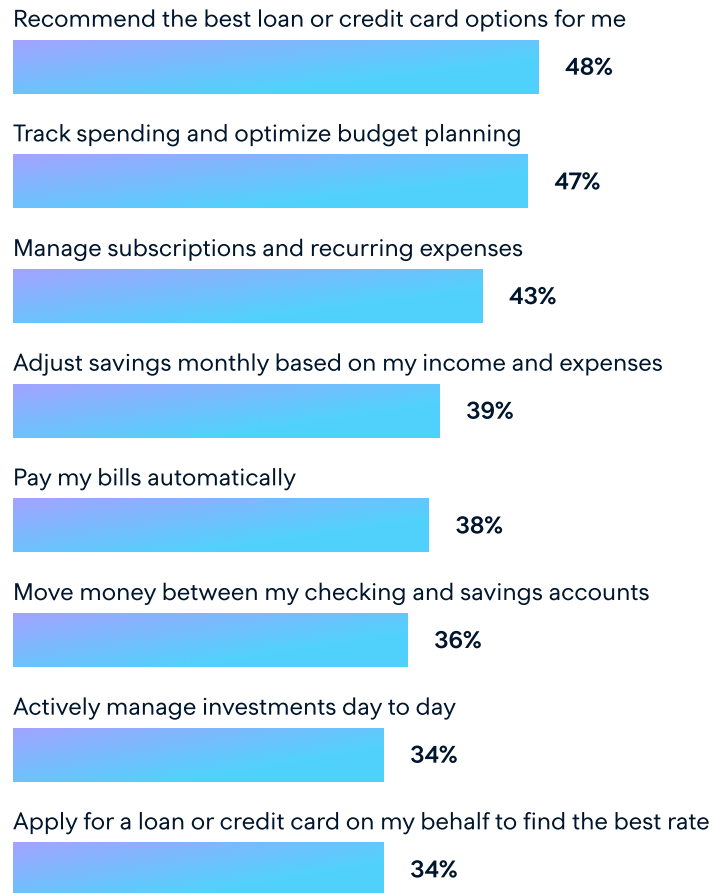 Recommend the best loan or credit card options for me
48%
Track spending and optimize budget planning
47%
Manage subscriptions and recurring expenses
43%
Adjust savings monthly based on my income and expenses
39%
Pay my bills automatically
38%
Move money between my checking and savings accounts
36%
Actively manage investments day to day
34%
Apply for a loan or credit card on my behalf to find the best rate
34%